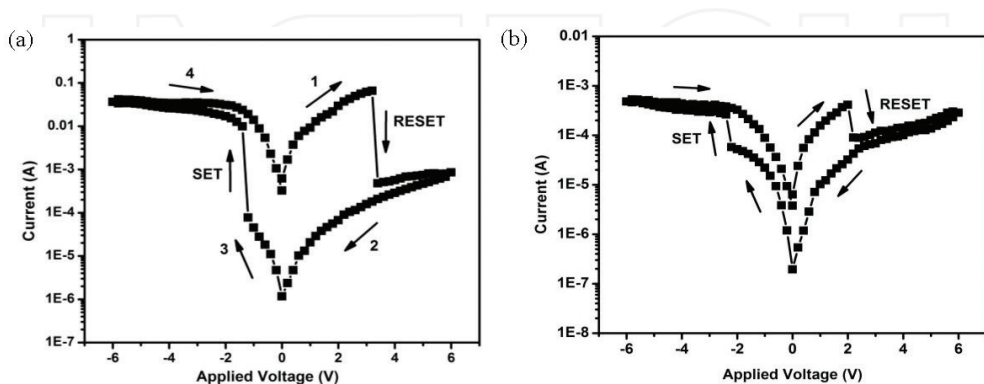 (a)
1
0.1
0.01
1E-3
1E-4
1E-5
1E-6
1E-7
Current (A)
4
1
RESET
SET
3
2
-6 -4 -2 0 2 4 6
Applied Voltage (V)
(b)
0.01
1E-3
1E-4
1E-5
1E-6
1E-7
1E-8
Current (A)
RESET
SET
-6 -4 -2 0 2 4 6
Applied Voltage (V)